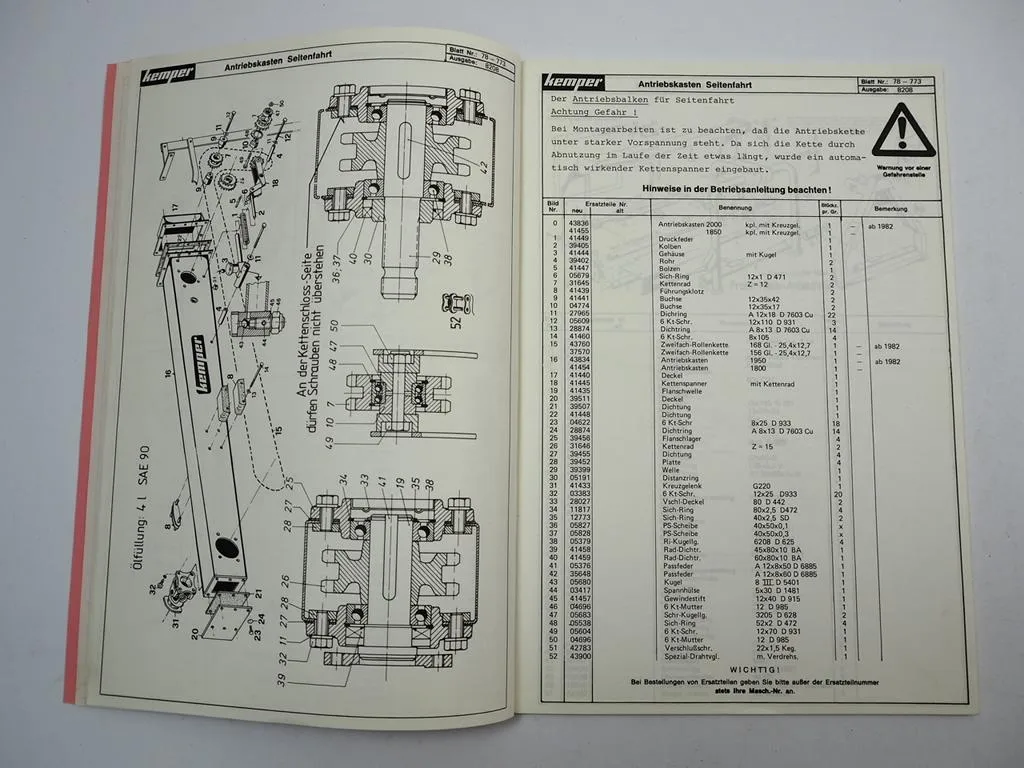 kemper
Antriebskasten Seitenfahrt
Blatt Nr.: 78 – 773
Ausgabe: 8208
Ölfüllung: 4 l SAE 90
kemper
An der Kettenschloss-Seite
dürfen Schrauben nicht überstehen
kemper
Antriebskasten Seitenfahrt
Blatt Nr.: 78 – 773
Ausgabe: 8208
Der Antriebsbalken für Seitenfahrt
Achtung Gefahr !
Bei Montagearbeiten ist zu beachten, daß die Antriebskette
unter starker Vorspannung steht. Da sich die Kette durch
Abnutzung im Laufe der Zeit etwas längt, wurde ein automa-
tisch wirkender Kettenspanner eingebaut.
Warnung vor einer
Gefahrenstelle
Hinweise in der Betriebsanleitung beachten!
Bild Nr. Ersatzteile Nr. neu alt Benennung Stückz. pr. Gr. Bemerkung
0 43836 Antriebskasten 2000 kpl. mit Kreuzgel. 1 – ab 1982
41455 1850 kpl. mit Kreuzgel. 1
1 41449 Druckfeder 1
2 39405 Kolben 1
3 41444 Gehäuse mit Kugel 1
4 39402 Rohr 2
5 41447 Bolzen 1
6 05679 Sich-Ring 12x1 D 471 2
7 31645 Kettenrad Z = 12 2
8 41439 Führungsklotz 2
9 41441 Buchse 12x35x42 2
10 04774 Buchse 12x35x17 2
11 27965 Dichring A 12x18 D 7603 Cu 22
12 05609 6 Kt-Schr. 12x110 D 931 3
13 28874 Dichtring A 8x13 D 7603 Cu 14
14 41460 6 Kt-Schr. 8x105 4
15 43760 Zweifach-Rollenkette 168 Gl. - 25,4x12,7 1 – ab 1982
37570 Zweifach-Rollenkette 156 Gl. - 25,4x12,7 1 –
16 43834 Antriebskasten 1950 1 – ab 1982
41454 Antriebskasten 1800 1 –
17 41440 Deckel 1
18 41445 Kettenspanner mit Kettenrad 1
19 41435 Flanschwelle 1
20 39511 Deckel 1
21 39507 Dichtung 1
22 41448 Dichtung 1
23 04622 6 Kt-Schr 8x25 D 933 18
24 28874 Dichtring A 8x13 D 7603 Cu 14
25 39456 Flanschlager 4
26 31646 Kettenrad Z = 15 2
27 39455 Dichtung 4
28 39452 Platte 4
29 39399 Welle 1
30 05191 Distanzring 1
31 41433 Kreuzgelenk G220 1
32 03383 6 Kt-Schr. 12x25 D933 20
33 28027 Vschl-Deckel 80 D 442 2
34 11817 Sich-Ring 80x2,5 D472 4
35 12773 Sich-Ring 40x2,5 SD 2
36 05827 PS-Scheibe 40x50x0,1 x
37 05828 PS-Scheibe 40x50x0,3 x
38 05379 Ri-Kugellg. 6208 D 625 4
39 41458 Rad-Dichtr. 45x80x10 BA 1
40 41459 Rad-Dichtr. 60x80x10 BA 1
41 05376 Passfeder A 12x8x50 D 6885 1
42 35648 Passfeder A 12x8x60 D 6885 1
43 05680 Kugel 8 III D 5401 1
44 03417 Spannhülse 5x30 D 1481 1
45 41457 Gewindestift 12x40 D 915 1
46 04696 6 Kt-Mutter 12 D 985 1
47 05683 Schr-Kugellg. 3205 D 628 2
48 05538 Sich-Ring 52x2 D 472 4
49 05604 6 Kt-Schr. 12x70 D 931 1
50 04696 6 Kt-Mutter 12 D 985 1
51 42783 Verschlußschr. 22x1,5 Keg. 1
52 43900 Spezial-Drahtvgl. m. Verdrehs. 1
WICHTIG!
Bei Bestellungen von Ersatzteilen geben Sie bitte außer der Ersatzteilnummer
stets Ihre Masch.-Nr. an.